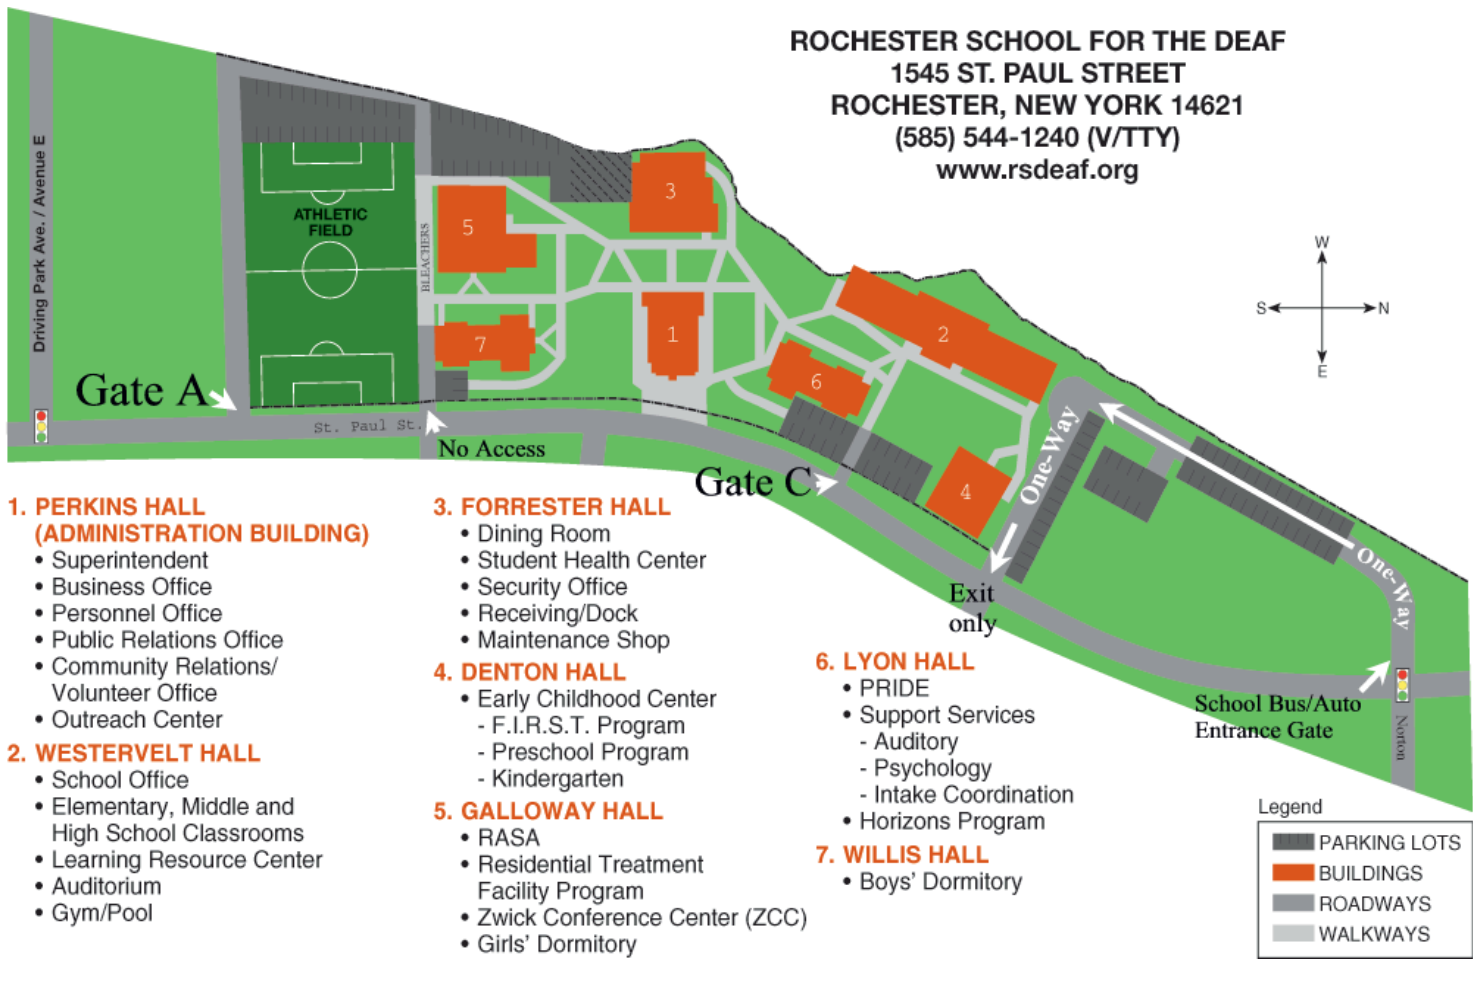 ROCHESTER SCHOOL FOR THE DEAF
1545 ST. PAUL STREET
ROCHESTER, NEW YORK 14621
(585) 544-1240 (V/TTY)
www.rsdeaf.org
Driving Park Ave. / Avenue E
ATHLETIC
FIELD
BLEACHERS
5
3
7
1
6
2
4
W
S
N
E
Gate A
St. Paul St.
No Access
Gate C
One-Way
One-Way
Exit
only
School Bus/Auto
Entrance Gate
Norton
1. PERKINS HALL
(ADMINISTRATION BUILDING)
• Superintendent
• Business Office
• Personnel Office
• Public Relations Office
• Community Relations/
Volunteer Office
• Outreach Center
2. WESTERVELT HALL
• School Office
• Elementary, Middle and
High School Classrooms
• Learning Resource Center
• Auditorium
• Gym/Pool
3. FORRESTER HALL
• Dining Room
• Student Health Center
• Security Office
• Receiving/Dock
• Maintenance Shop
4. DENTON HALL
• Early Childhood Center
- F.I.R.S.T. Program
- Preschool Program
- Kindergarten
5. GALLOWAY HALL
• RASA
• Residential Treatment
Facility Program
• Zwick Conference Center (ZCC)
• Girls' Dormitory
6. LYON HALL
• PRIDE
• Support Services
- Auditory
- Psychology
- Intake Coordination
• Horizons Program
7. WILLIS HALL
• Boys' Dormitory
Legend
PARKING LOTS
BUILDINGS
ROADWAYS
WALKWAYS